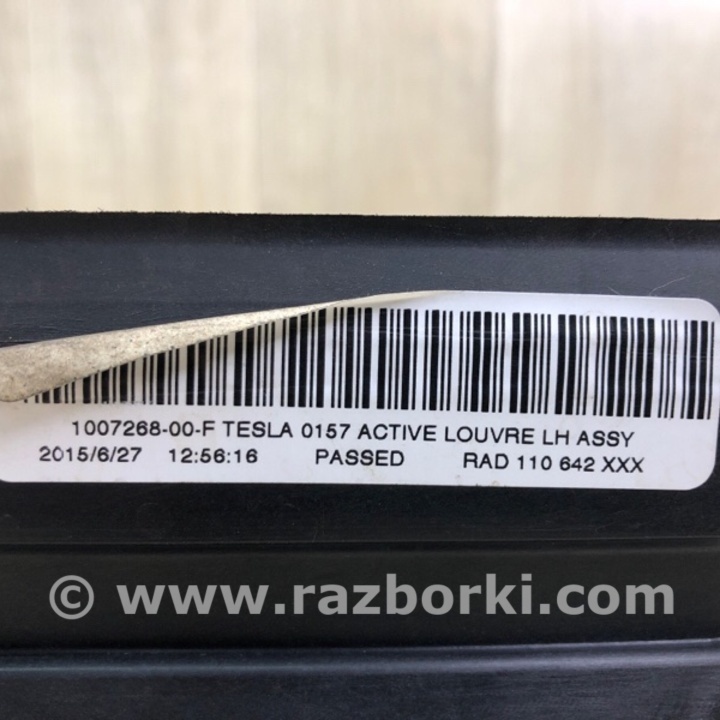 1007268-00-F TESLA 0157 ACTIVE LOUVRE LH ASSY
2015/6/27 12:56:16 PASSED RAD 110 642 XXX
© www.razborki.com